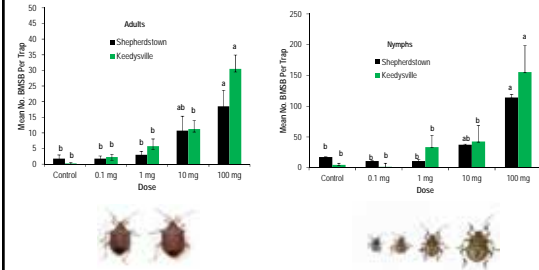 Adults
Shepherdstown
Keedysville
Mean No. BMSB Per Trap
50
45
40
35
30
25
20
15
10
5
0
b b b b b b ab b a a
Control 0.1 mg 1 mg 10 mg 100 mg
Dose
Nymphs
Shepherdstown
Keedysville
Mean No. BMSB Per Trap
250
200
150
100
50
0
b b b b b b ab b a a
Control 0.1 mg 1 mg 10 mg 100 mg
Dose